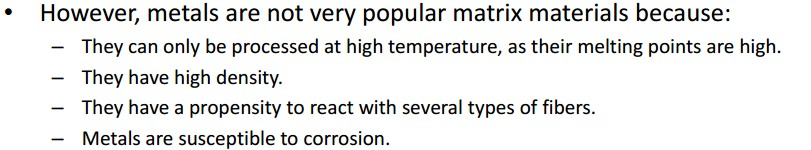 • However, metals are not very popular matrix materials because:
– They can only be processed at high temperature, as their melting points are high.
– They have high density.
– They have a propensity to react with several types of fibers.
– Metals are susceptible to corrosion.